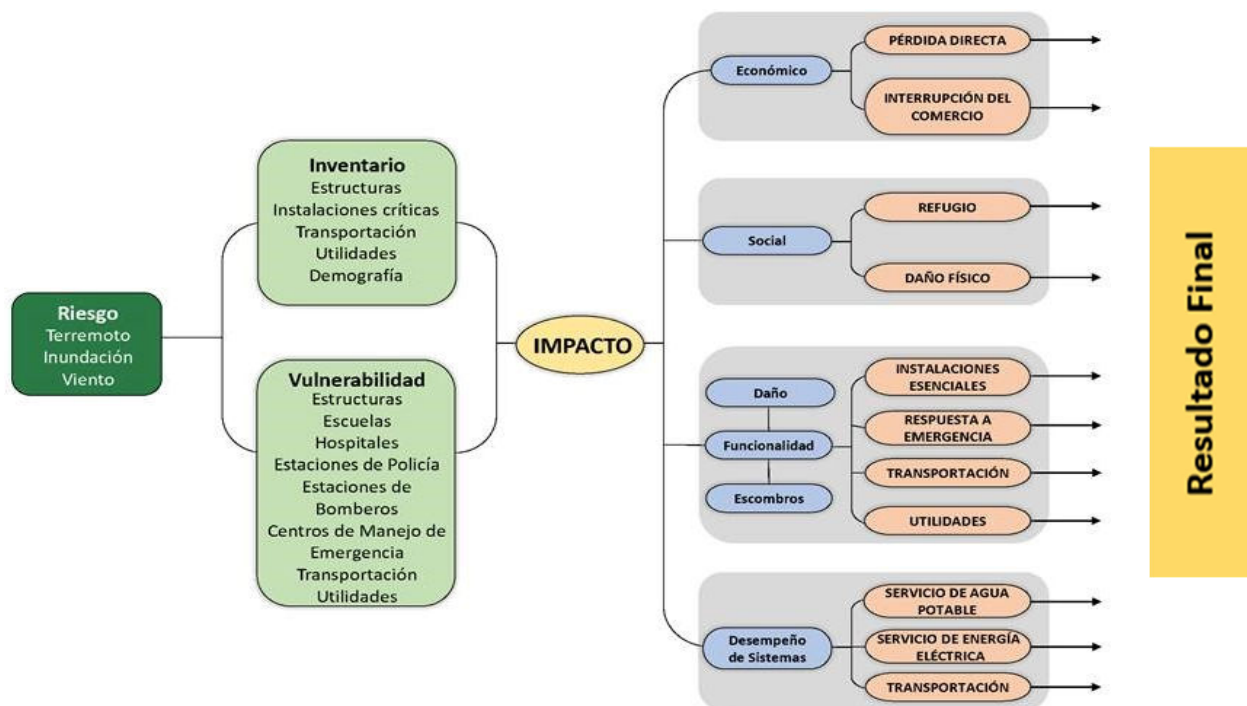 Riesgo
Terremoto
Inundación
Viento
Inventario
Estructuras
Instalaciones críticas
Transportación
Utilidades
Demografía
Vulnerabilidad
Estructuras
Escuelas
Hospitales
Estaciones de Policía
Estaciones de
Bomberos
Centros de Manejo de
Emergencia
Transportación
Utilidades
IMPACTO
Económico
PÉRDIDA DIRECTA
INTERRUPCIÓN DEL
COMERCIO
Social
REFUGIO
DAÑO FÍSICO
Daño
Funcionalidad
Escombros
INSTALACIONES
ESENCIALES
RESPUESTA A
EMERGENCIA
TRANSPORTACIÓN
UTILIDADES
Desempeño
de Sistemas
SERVICIO DE AGUA
POTABLE
SERVICIO DE ENERGÍA
ELÉCTRICA
TRANSPORTACIÓN
Resultado Final